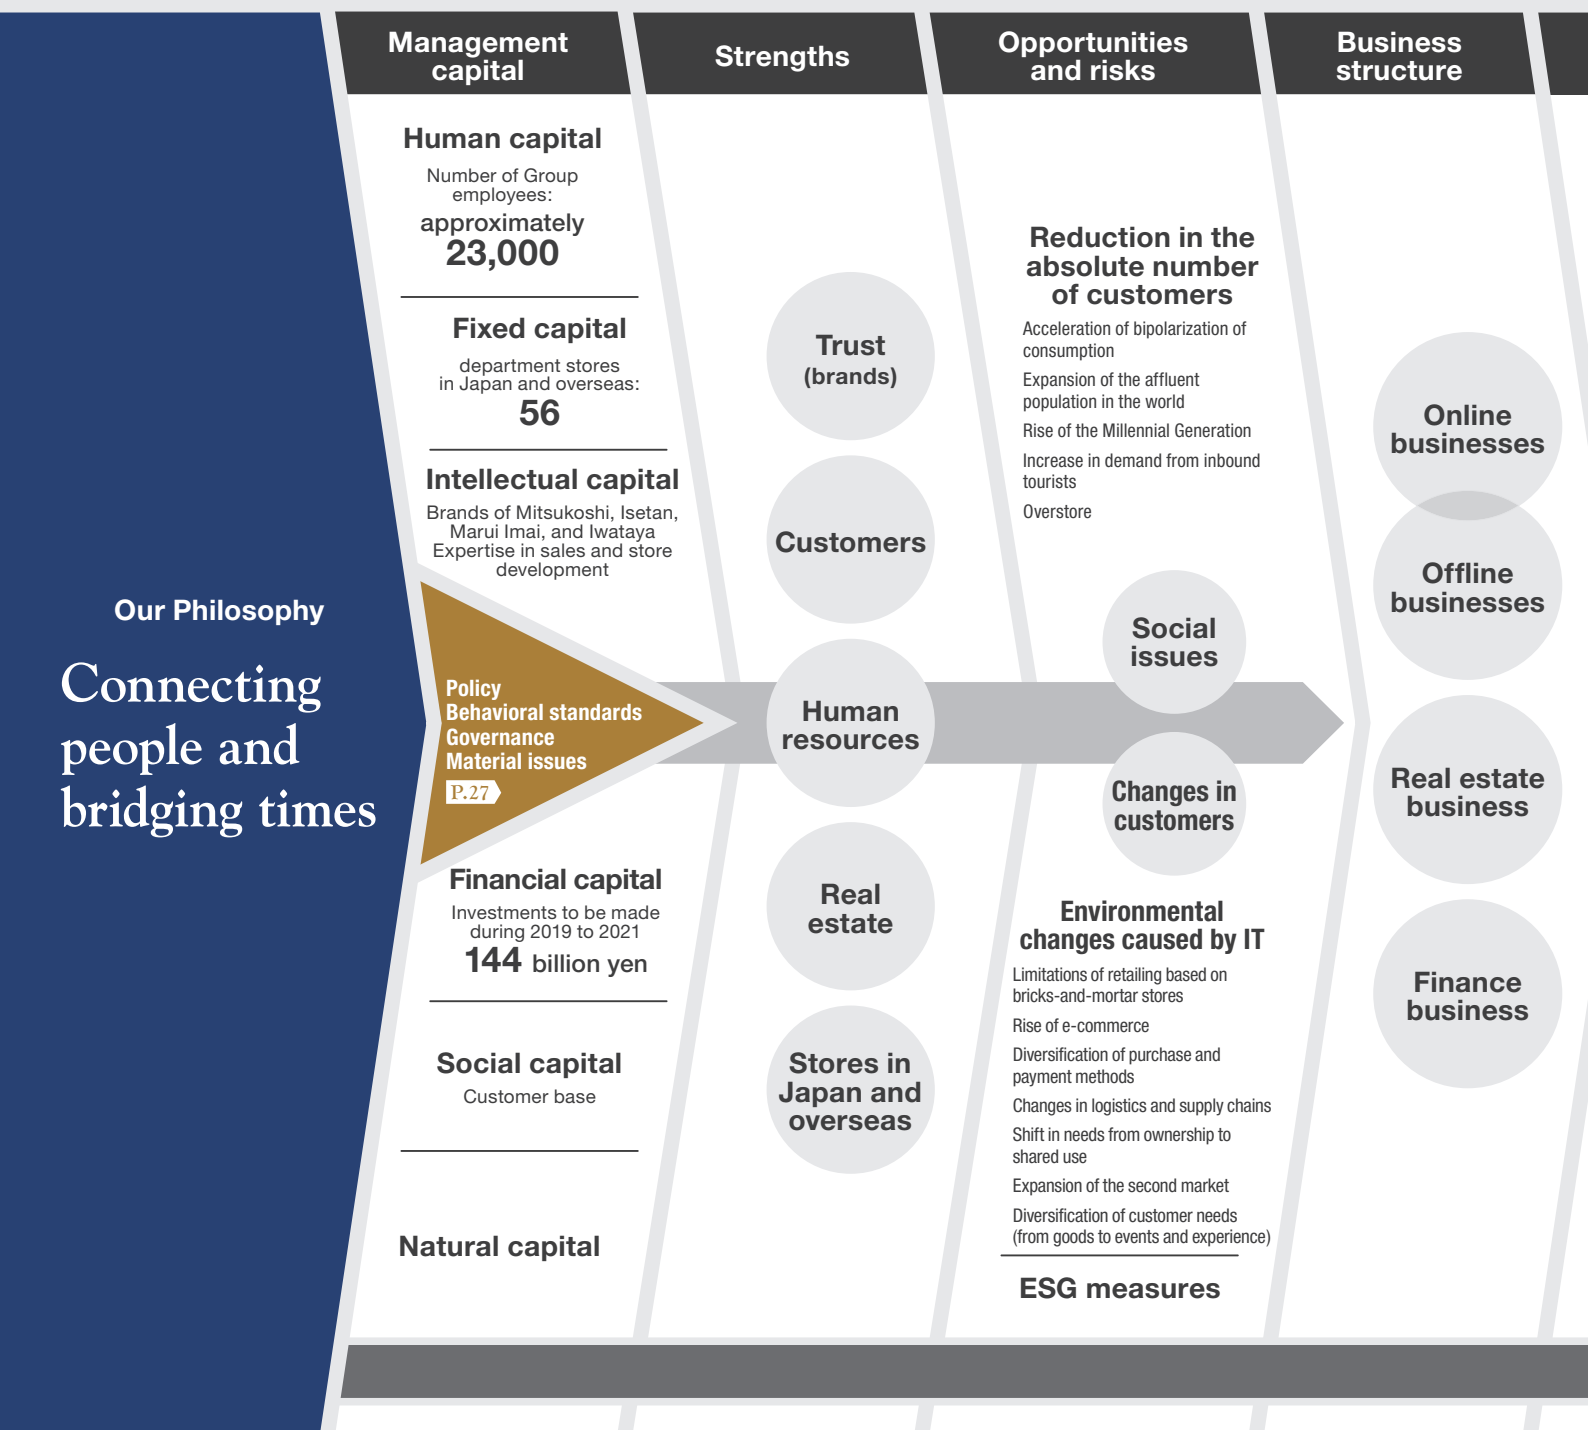 Our Philosophy
Connecting
people and
bridging times
Management
capital
Human capital
Number of Group
employees:
approximately
23,000
Fixed capital
department stores
in Japan and overseas:
56
Intellectual capital
Brands of Mitsukoshi, Isetan,
Marui Imai, and Iwataya
Expertise in sales and store
development
Policy
Behavioral standards
Governance
Material issues
P.27
Financial capital
Investments to be made
during 2019 to 2021
144 billion yen
Social capital
Customer base
Natural capital
Strengths
Trust
(brands)
Customers
Human
resources
Real
estate
Stores in
Japan and
overseas
Opportunities
and risks
Reduction in the
absolute number
of customers
Acceleration of bipolarization of
consumption
Expansion of the affluent
population in the world
Rise of the Millennial Generation
Increase in demand from inbound
tourists
Overstore
Social
issues
Changes in
customers
Environmental
changes caused by IT
Limitations of retailing based on
bricks-and-mortar stores
Rise of e-commerce
Diversification of purchase and
payment methods
Changes in logistics and supply chains
Shift in needs from ownership to
shared use
Expansion of the second market
Diversification of customer needs
(from goods to events and experience)
ESG measures
Business
structure
Online
businesses
Offline
businesses
Real estate
business
Finance
business